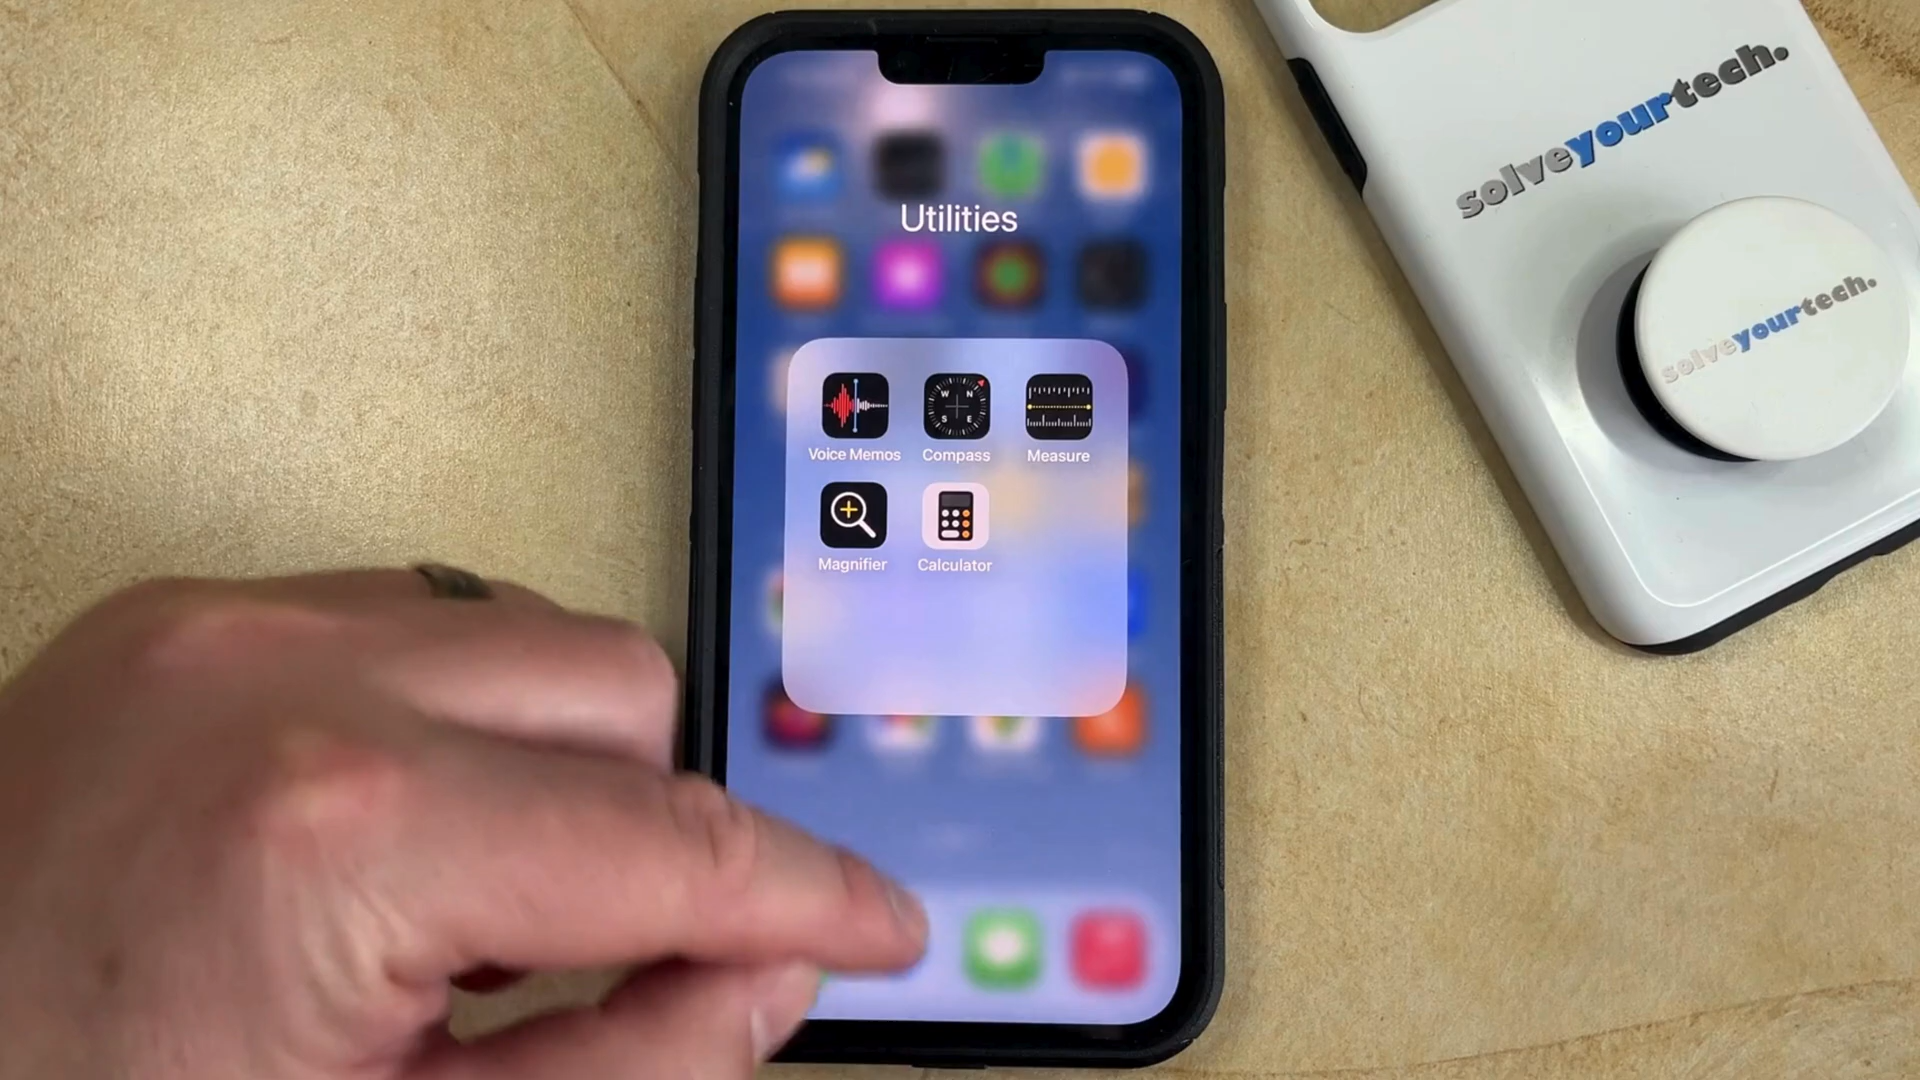 solveyourtech.
Utilities
solveyourtech.
W N
S E
Voice Memos
Compass
Measure
Magnifier
Calculator